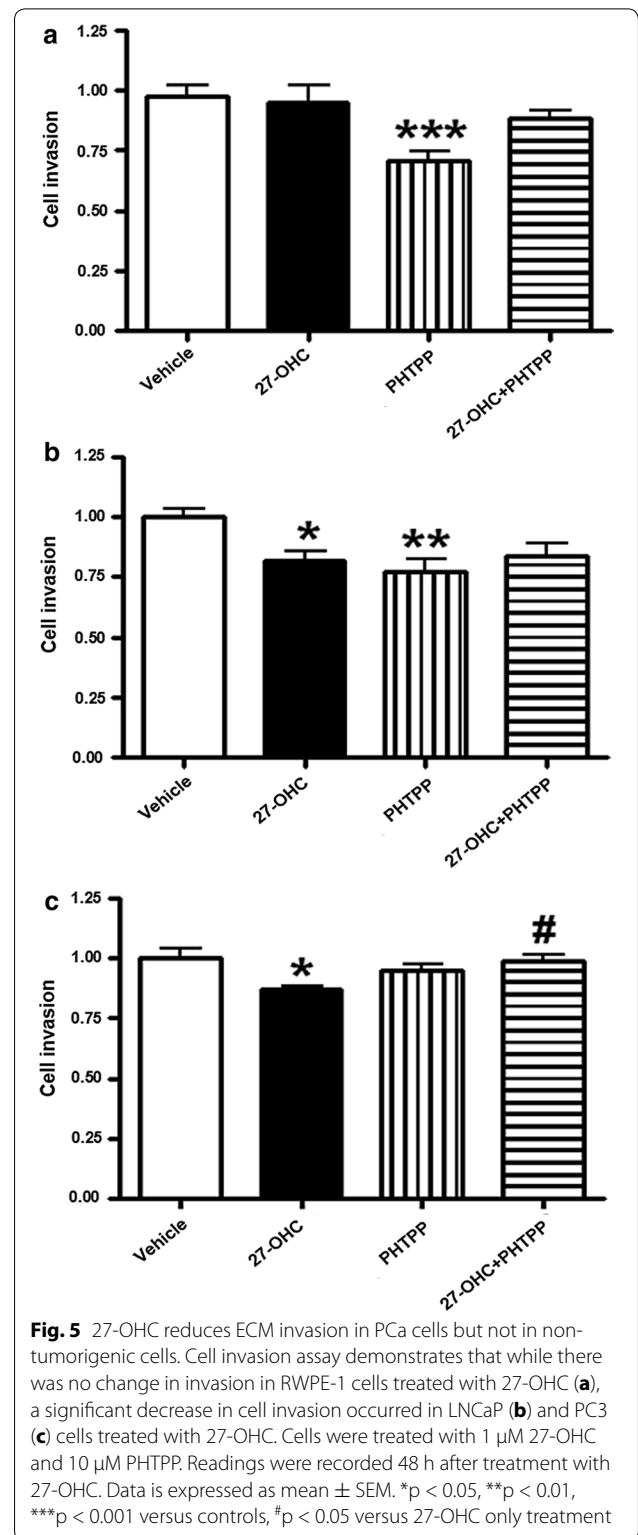 a
1.25
1.00
0.75
0.50
0.25
0.00
Cell invasion
***
Vehicle
27-OHC
PHTPP
27-OHC+PHTPP
b
1.25
1.00
0.75
0.50
0.25
0.00
Cell invasion
*
**
Vehicle
27-OHC
PHTPP
27-OHC+PHTPP
c
1.25
1.00
0.75
0.50
0.25
0.00
Cell invasion
*
#
Vehicle
27-OHC
PHTPP
27-OHC+PHTPP
Fig. 5 27-OHC reduces ECM invasion in PCa cells but not in non-
tumorigenic cells. Cell invasion assay demonstrates that while there
was no change in invasion in RWPE-1 cells treated with 27-OHC (a),
a significant decrease in cell invasion occurred in LNCaP (b) and PC3
(c) cells treated with 27-OHC. Cells were treated with 1 μM 27-OHC
and 10 μM PHTPP. Readings were recorded 48 h after treatment with
27-OHC. Data is expressed as mean ± SEM. *p < 0.05, **p < 0.01,
***p < 0.001 versus controls, #p < 0.05 versus 27-OHC only treatment